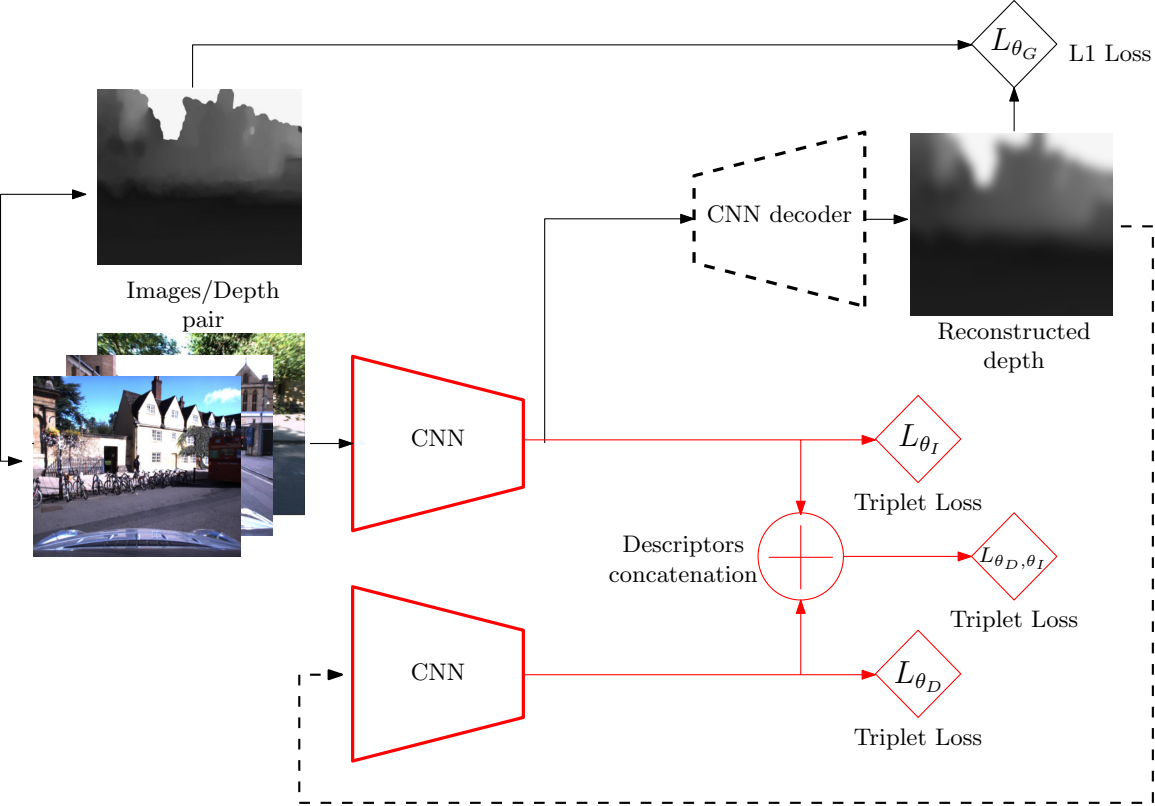 L_{θ_G}
L1 Loss
CNN decoder
Images/Depth
pair
Reconstructed
depth
CNN
L_{θ_I}
Triplet Loss
Descriptors
concatenation
L_{θ_D,θ_I}
Triplet Loss
CNN
L_{θ_D}
Triplet Loss